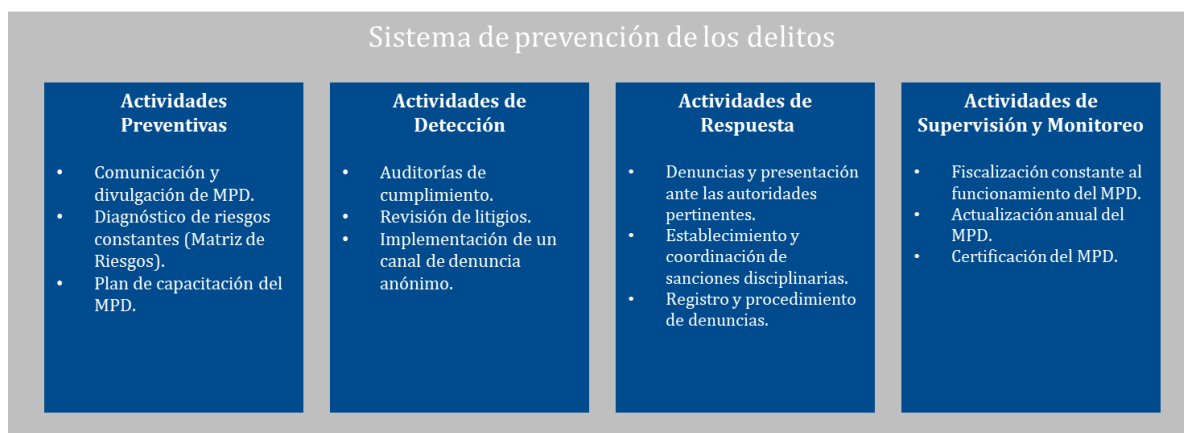 Sistema de prevención de los delitos
Actividades
Preventivas
• Comunicación y
divulgación de MPD.
• Diagnóstico de riesgos
constantes (Matriz de
Riesgos).
• Plan de capacitación del
MPD.
Actividades de
Detección
• Auditorías de
cumplimiento.
• Revisión de litigios.
• Implementación de un
canal de denuncia
anónimo.
Actividades de
Respuesta
• Denuncias y presentación
ante las autoridades
pertinentes.
• Establecimiento y
coordinación de
sanciones disciplinarias.
• Registro y procedimiento
de denuncias.
Actividades de
Supervisión y Monitoreo
• Fiscalización constante al
funcionamiento del MPD.
• Actualización anual del
MPD.
• Certificación del MPD.